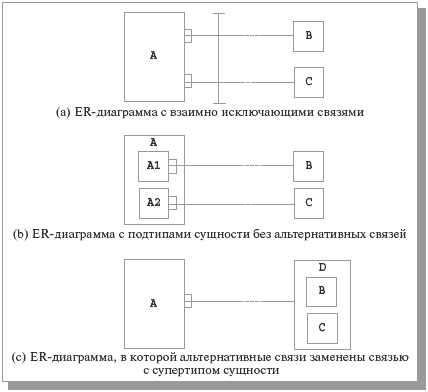 A
B
C
(a) ER-диаграмма с взаимно исключающими связями
A
A1
B
A2
C
(b) ER-диаграмма с подтипами сущности без альтернативных связей
D
B
A
C
(c) ER-диаграмма, в которой альтернативные связи заменены связью
с супертипом сущности